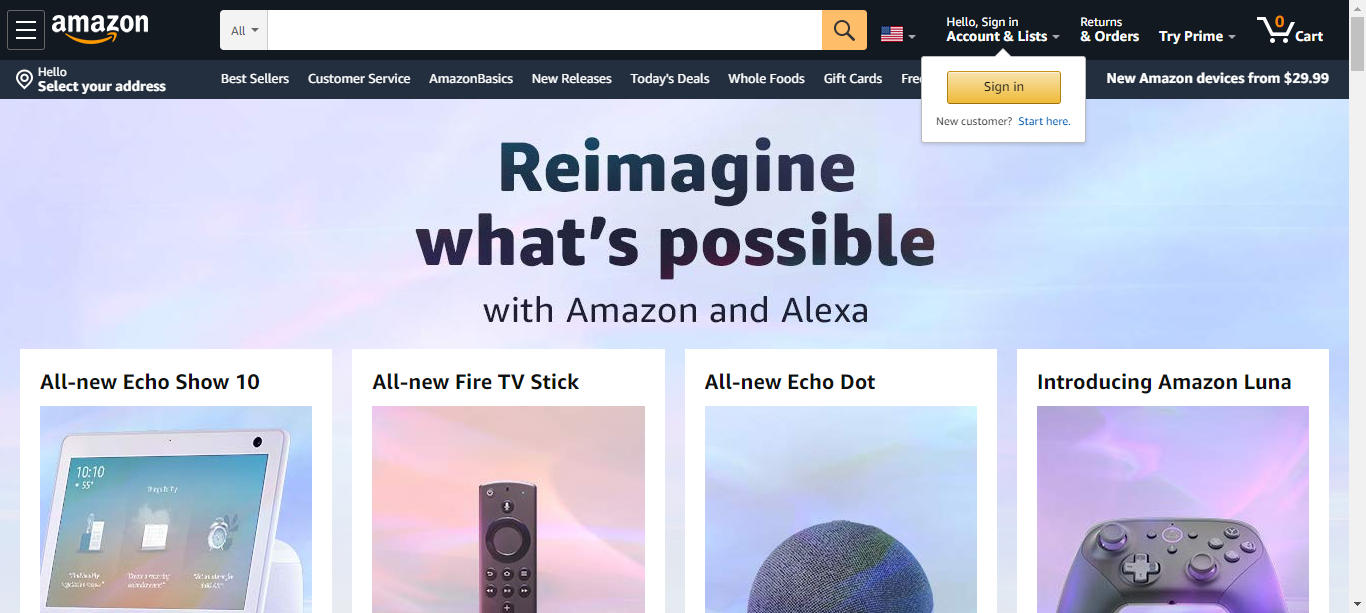 amazon
All
Hello, Sign in
Account & Lists
Returns
& Orders
Try Prime
0
Cart
Hello
Select your address
Best Sellers
Customer Service
AmazonBasics
New Releases
Today's Deals
Whole Foods
Gift Cards
New Amazon devices from $29.99
Sign in
New customer? Start here.
Reimagine
what's possible
with Amazon and Alexa
All-new Echo Show 10
All-new Fire TV Stick
All-new Echo Dot
Introducing Amazon Luna
10:10
55°
Things To Try